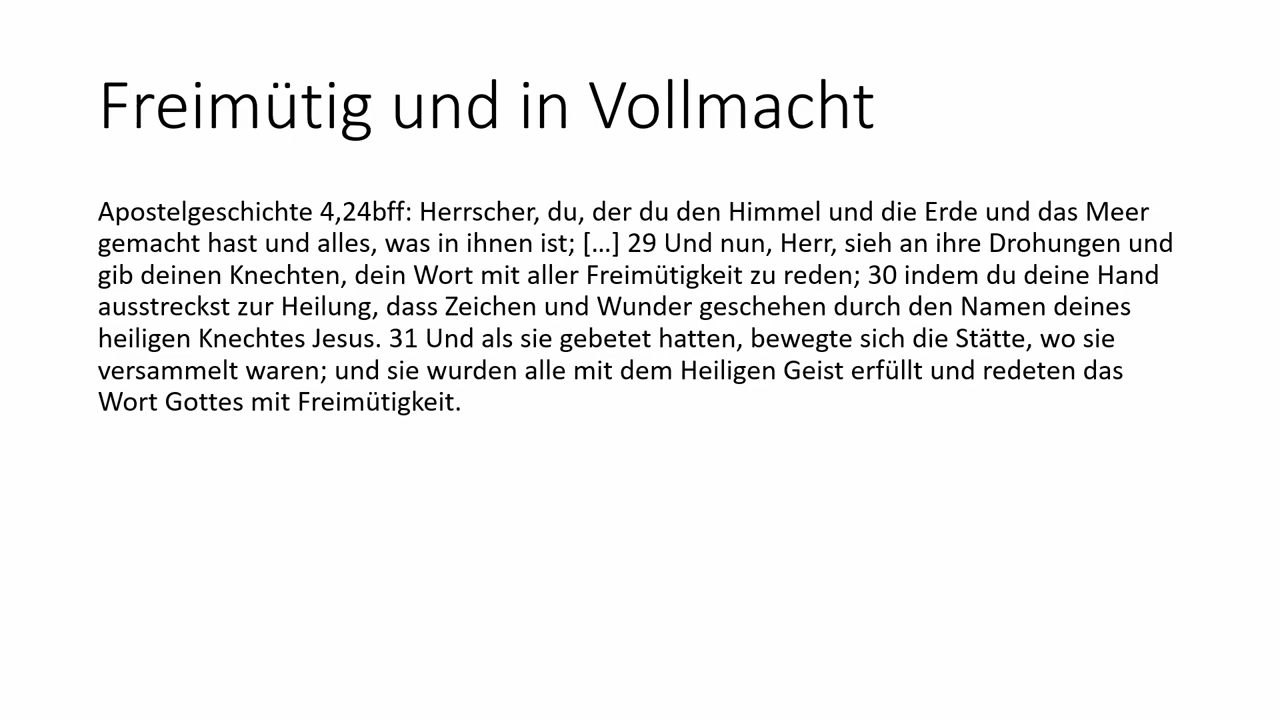 Freimütig und in Vollmacht
Apostelgeschichte 4,24bff: Herrscher, du, der du den Himmel und die Erde und das Meer
gemacht hast und alles, was in ihnen ist; […] 29 Und nun, Herr, sieh an ihre Drohungen und
gib deinen Knechten, dein Wort mit aller Freimütigkeit zu reden; 30 indem du deine Hand
ausstreckst zur Heilung, dass Zeichen und Wunder geschehen durch den Namen deines
heiligen Knechtes Jesus. 31 Und als sie gebetet hatten, bewegte sich die Stätte, wo sie
versammelt waren; und sie wurden alle mit dem Heiligen Geist erfüllt und redeten das
Wort Gottes mit Freimütigkeit.